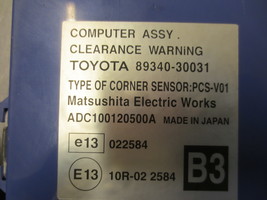 COMPUTER ASSY.
CLEARANCE WARNiNG
TOYOTA 89340-30031
TYPE OF CORNER SENSOR:PCS-V01
Matsushita Electric Works
ADC100120500A MADE IN JAPAN
e13 022584
E13 10R-02 2584
B3